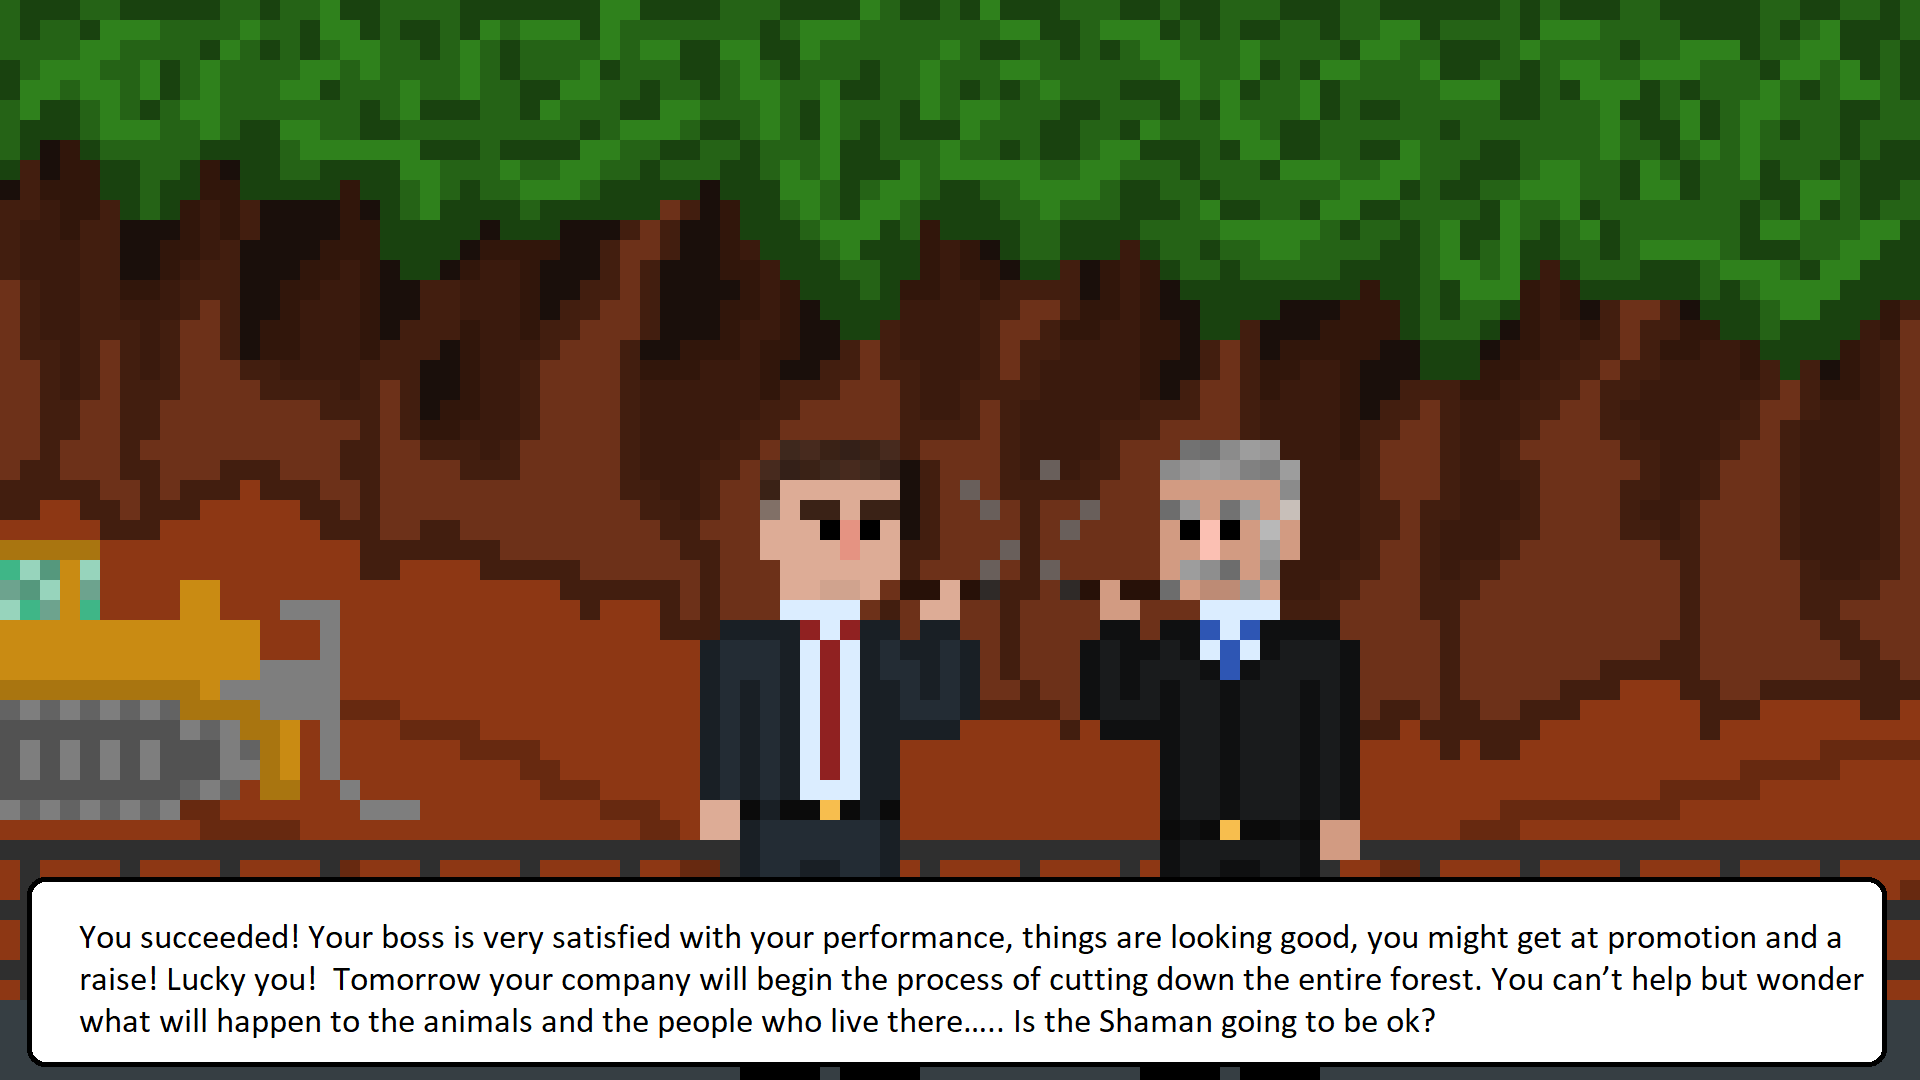 You succeeded! Your boss is very satisfied with your performance, things are looking good, you might get at promotion and a
raise! Lucky you!  Tomorrow your company will begin the process of cutting down the entire forest. You can’t help but wonder
what will happen to the animals and the people who live there..... Is the Shaman going to be ok?